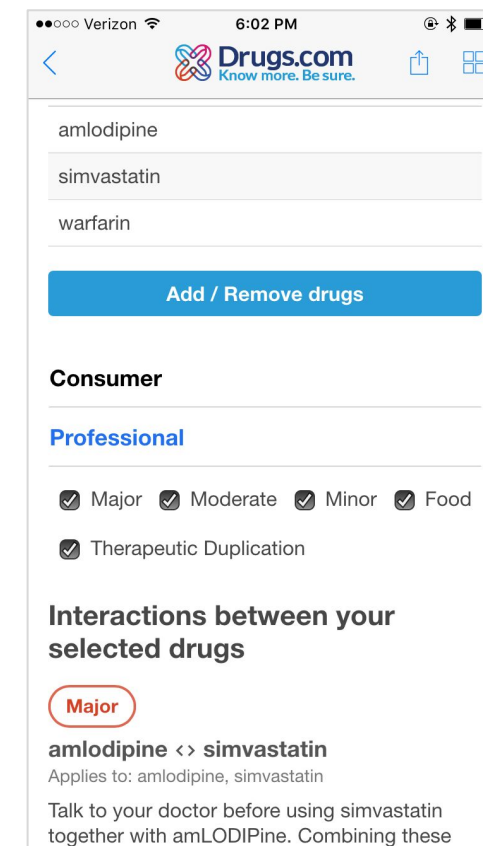 Verizon 6:02 PM
Drugs.com
Know more. Be sure.
amlodipine
simvastatin
warfarin
Add / Remove drugs
Consumer
Professional
Major Moderate Minor Food
Therapeutic Duplication
Interactions between your
selected drugs
Major
amlodipine <> simvastatin
Applies to: amlodipine, simvastatin
Talk to your doctor before using simvastatin
together with amLODIPine. Combining these